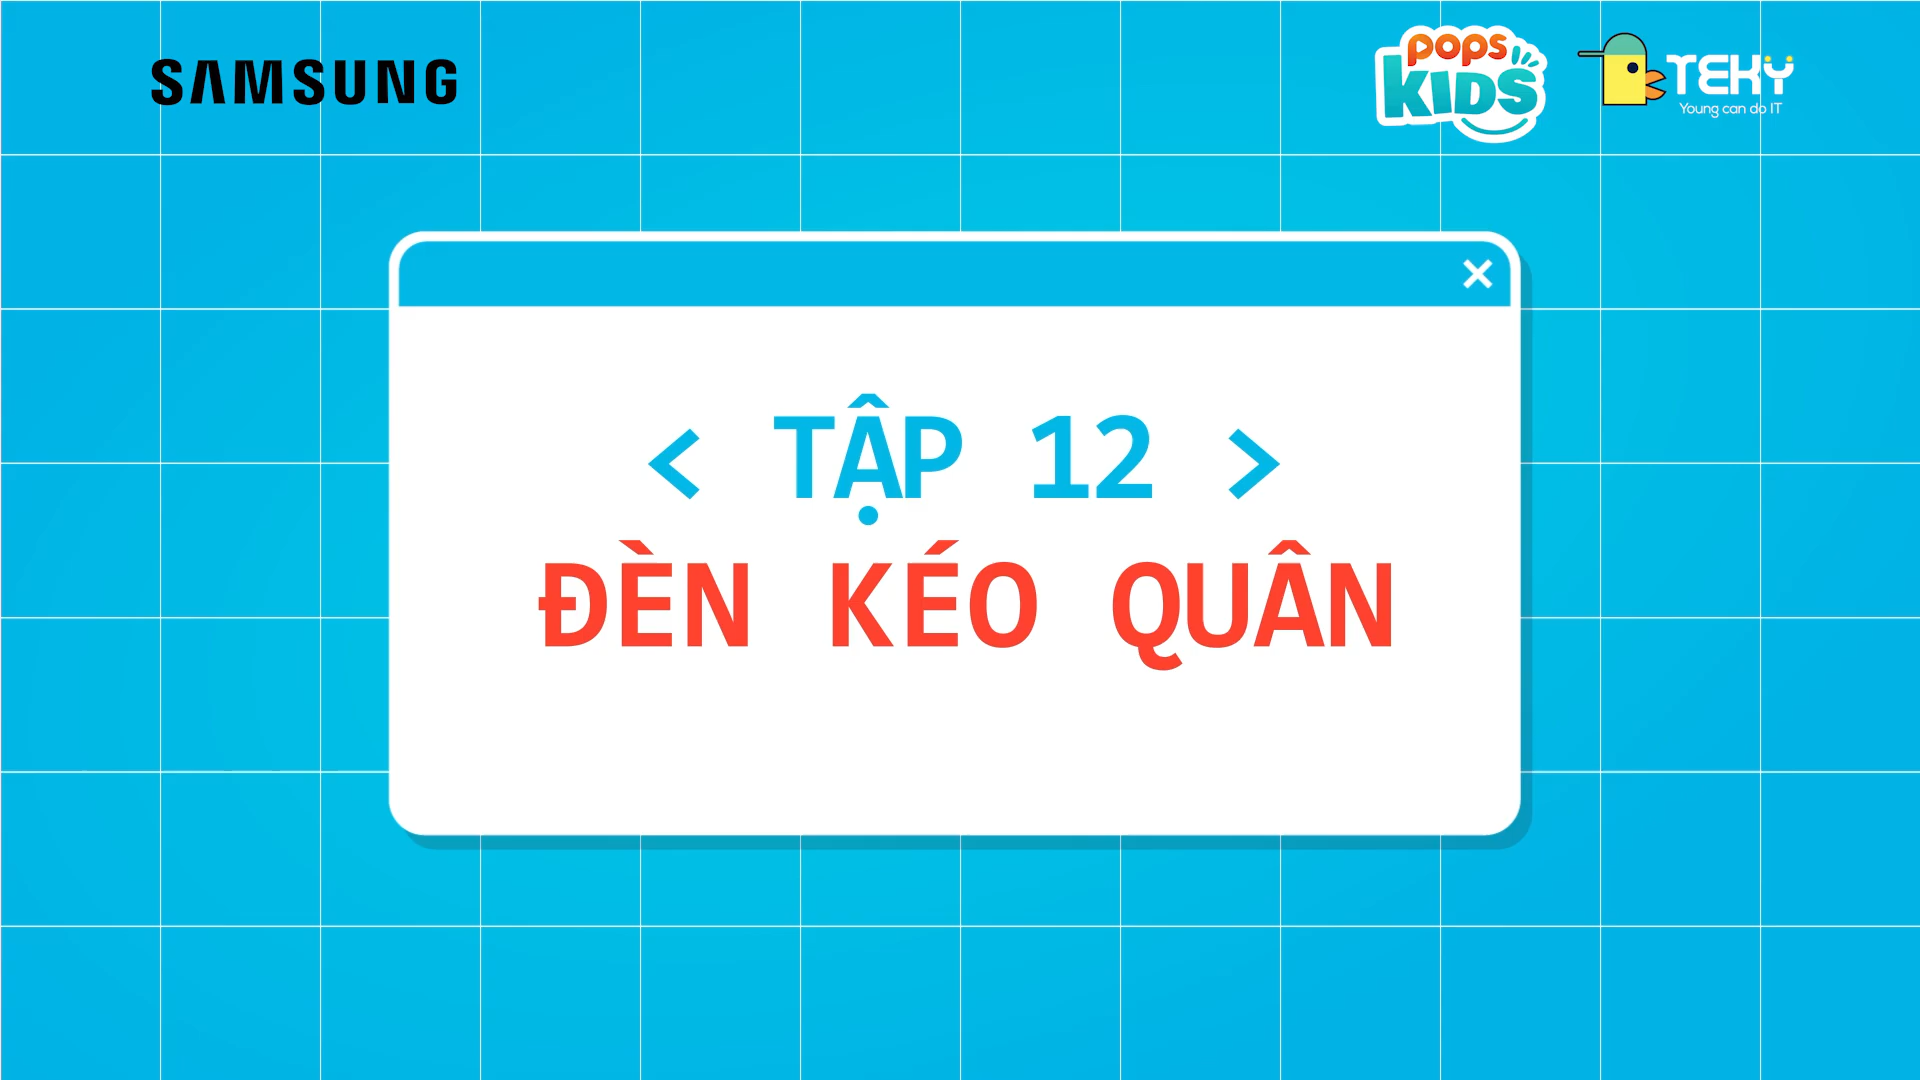 SAMSUNG
pops
KIDS
TEKY
Young can do IT
< TẬP 12 >
ĐÈN KÉO QUÂN